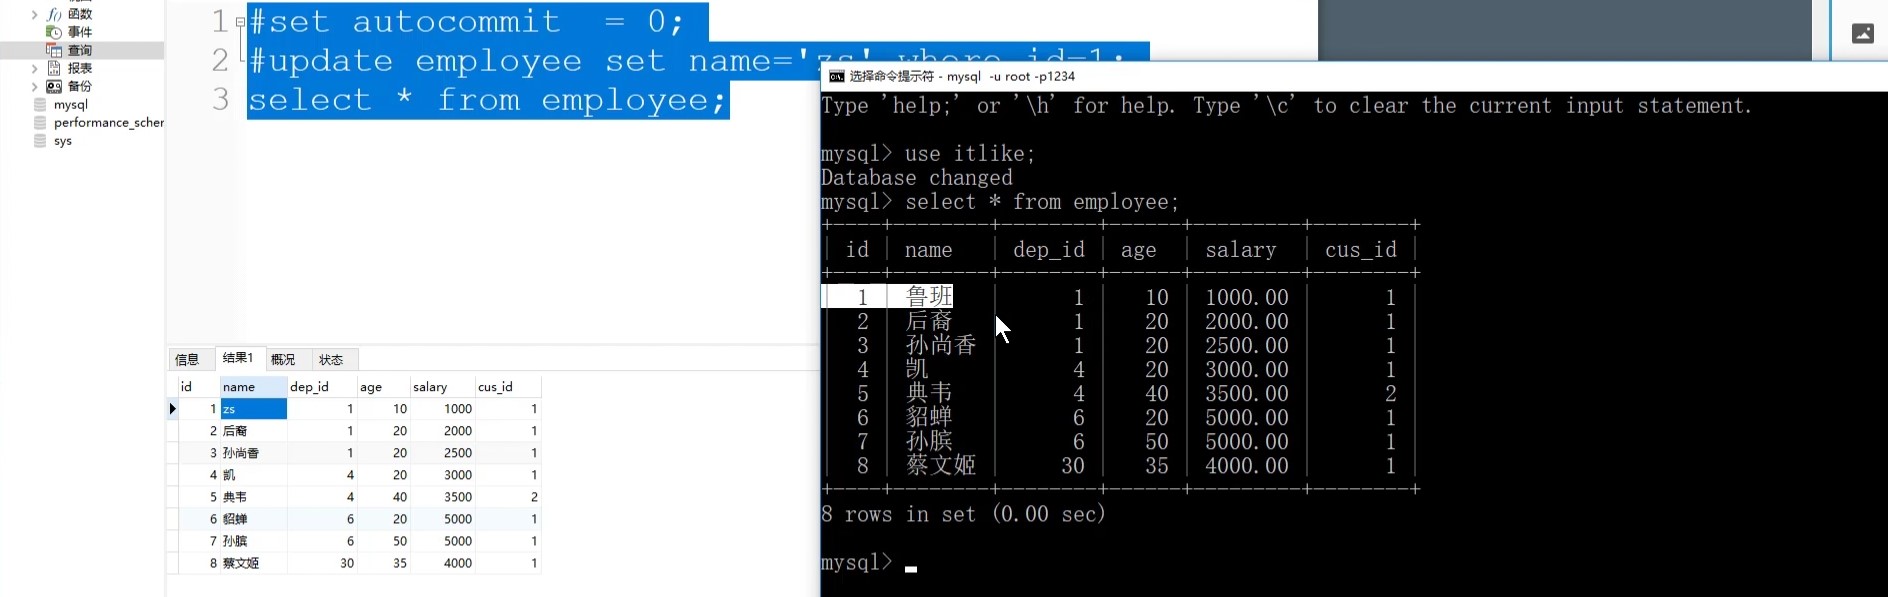 函数
事件
查询
报表
备份
mysql
performance_scher
sys
1 #set autocommit = 0;
2 #update employee set name='zs' where id=1;
3 select * from employee;
信息 结果1 概况 状态
id name dep_id age salary cus_id
1 zs 1 10 1000 1
2 后裔 1 20 2000 1
3 孙尚香 1 20 2500 1
4 凯 4 20 3000 1
5 典韦 4 40 3500 2
6 貂蝉 6 20 5000 1
7 孙膑 6 50 5000 1
8 蔡文姬 30 35 4000 1
选择命令提示符 - mysql -u root -p1234
Type 'help;' or '\h' for help. Type '\c' to clear the current input statement.
mysql> use itlike;
Database changed
mysql> select * from employee;
+----+--------+--------+------+---------+--------+
| id | name | dep_id | age | salary | cus_id |
+----+--------+--------+------+---------+--------+
| 1 | 鲁班 | 1 | 10 | 1000.00 | 1 |
| 2 | 后裔 | 1 | 20 | 2000.00 | 1 |
| 3 | 孙尚香 | 1 | 20 | 2500.00 | 1 |
| 4 | 凯 | 4 | 20 | 3000.00 | 1 |
| 5 | 典韦 | 4 | 40 | 3500.00 | 2 |
| 6 | 貂蝉 | 6 | 20 | 5000.00 | 1 |
| 7 | 孙膑 | 6 | 50 | 5000.00 | 1 |
| 8 | 蔡文姬 | 30 | 35 | 4000.00 | 1 |
+----+--------+--------+------+---------+--------+
8 rows in set (0.00 sec)
mysql>